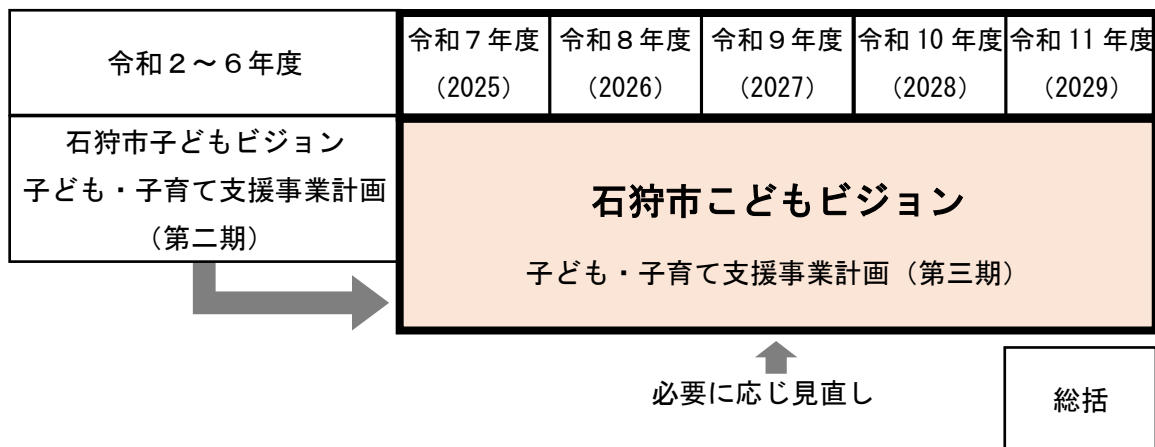 令和２～６年度
令和７年度
（2025）
令和８年度
（2026）
令和９年度
（2027）
令和 10 年度
（2028）
令和 11 年度
（2029）
石狩市子どもビジョン
子ども・子育て支援事業計画
（第二期）
石狩市こどもビジョン
子ども・子育て支援事業計画（第三期）
必要に応じ見直し
総括